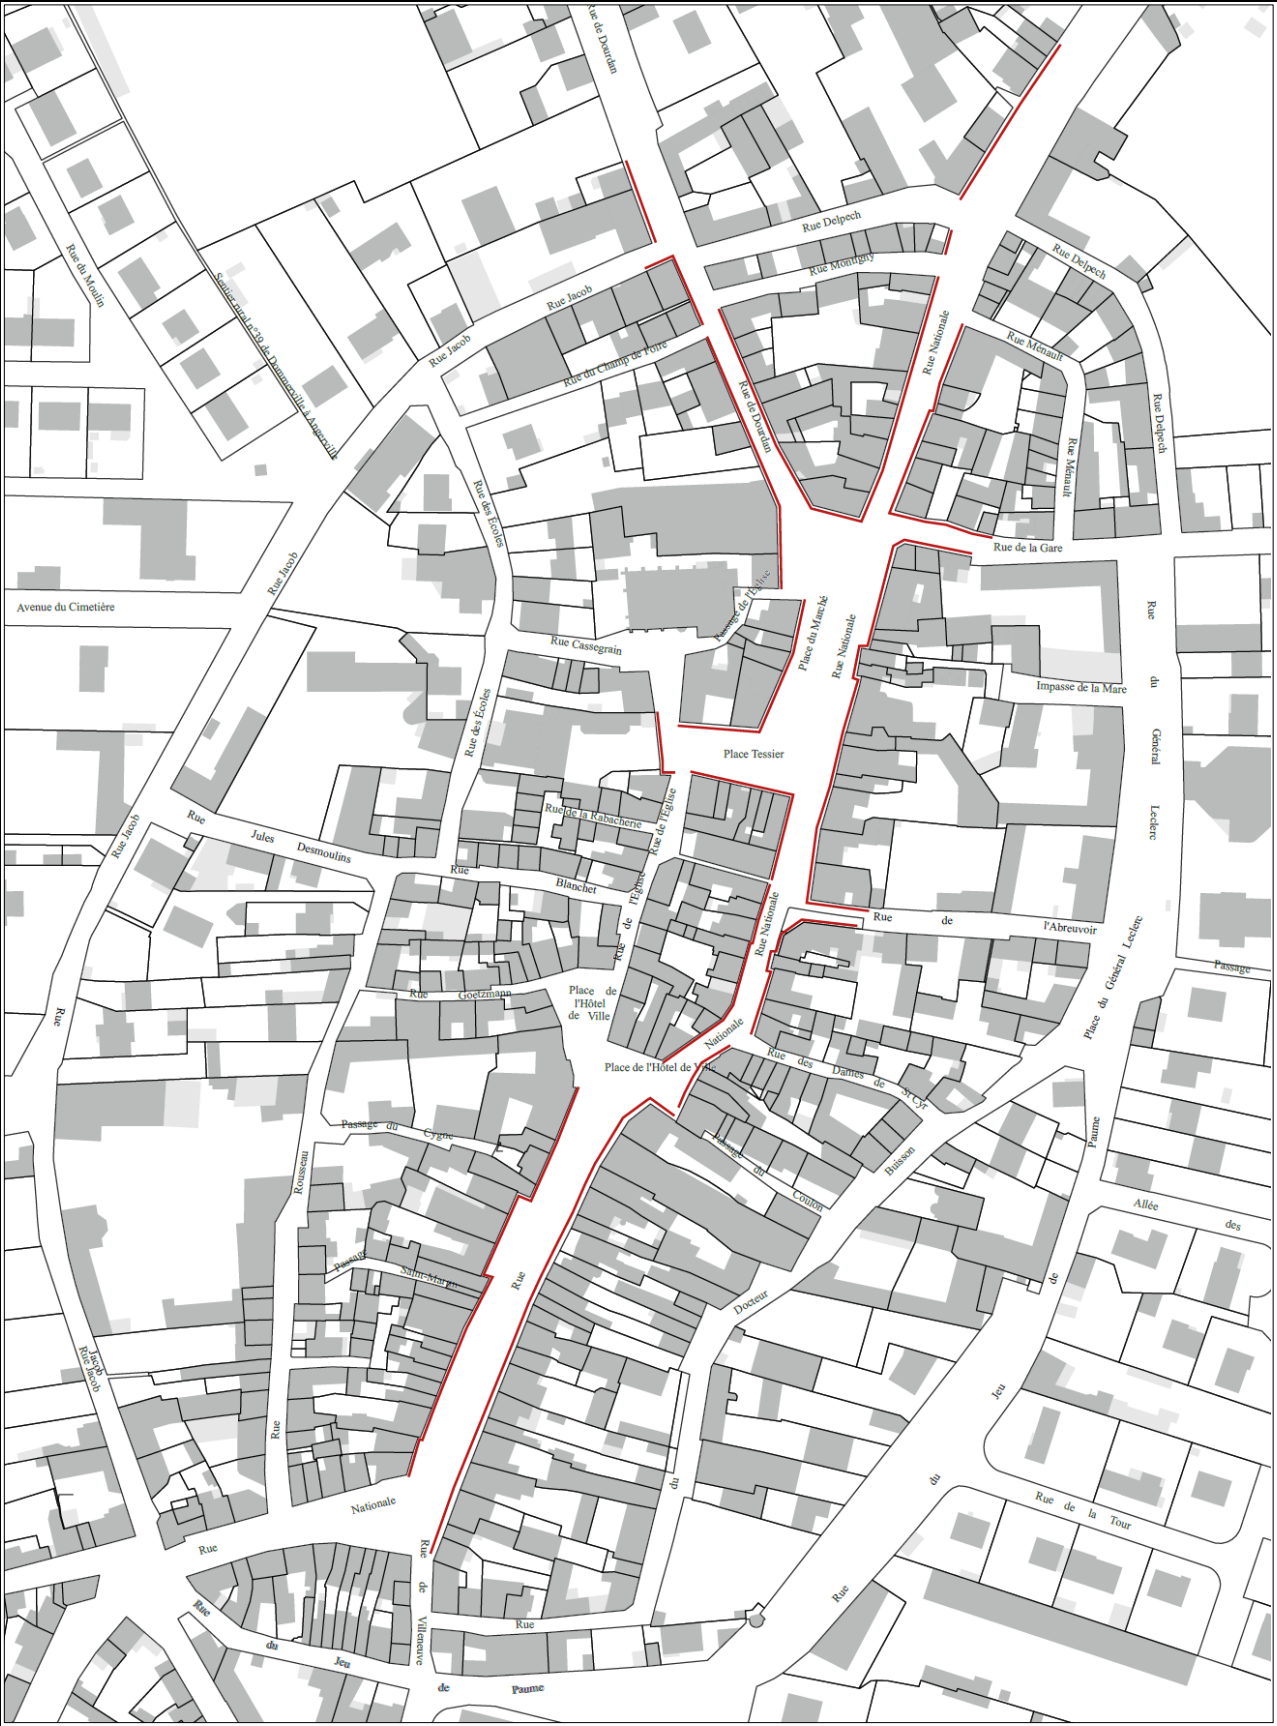 Rue de Dourdan
Rue Delpech
Rue Montigny
Rue Delpech
Rue du Moulin
Sentier rural n°39 de Dommerville à Angerville
Rue Jacob
Rue Jacob
Rue Nationale
Rue Ménault
Rue du Champ de Foire
Rue de Dourdan
Rue Delpech
Rue Ménault
Rue des Écoles
Rue de la Gare
Rue Jacob
Avenue du Cimetière
Passage de l'Eglise
Place du Marché
Rue Nationale
Rue Cassegrain
Impasse de la Mare
Rue du Général Leclerc
Rue des Écoles
Place Tessier
Rue de la Rabacherie
Rue de l'Eglise
Rue Jacob
Rue Jules Desmoulins
Rue Blanchet
Rue de l'Eglise
Rue Nationale
Rue de l'Abreuvoir
Place du Général Leclerc
Passage
Rue Goetzmann
Place de
l'Hôtel
de Ville
Rue
Nationale
Place de l'Hôtel de Ville
Rue des Dames de St Cyr
Passage du Cygne
Passage du Coulon
Buisson
Paume
Rousseau
Allée des
Passage Saint-Martin
Rue
Docteur
de
Jacob
Rue Jacob
Jeu
Rue
du
du
Nationale
Rue de la Tour
Rue
Rue de Villeneuve
Rue
Rue
Rue du Jeu de Paume